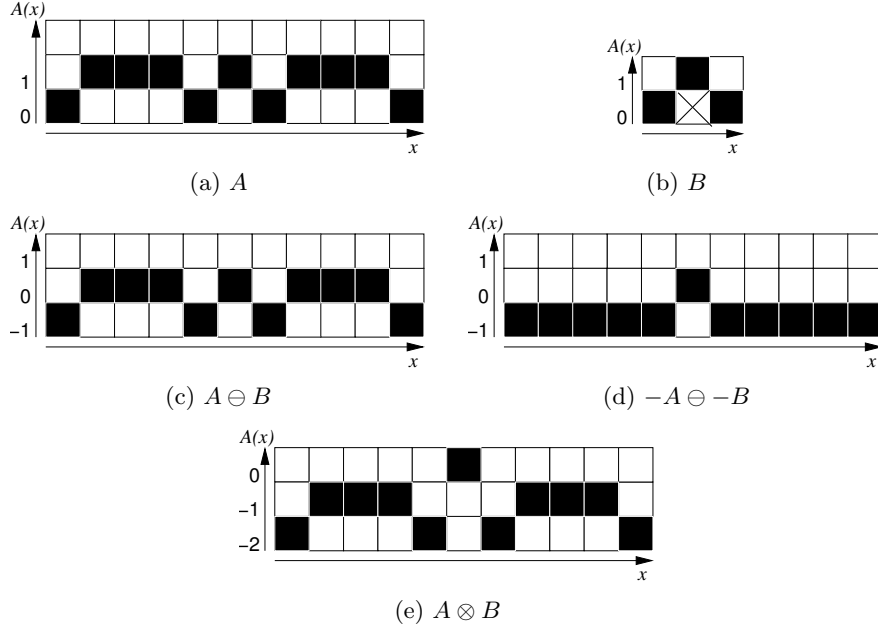 A(x)
1
0
x
(a) A
A(x)
1
0
x
(b) B
A(x)
1
0
−1
x
(c) A ⊖ B
A(x)
1
0
−1
x
(d) −A ⊖ −B
A(x)
0
−1
−2
x
(e) A ⊗ B